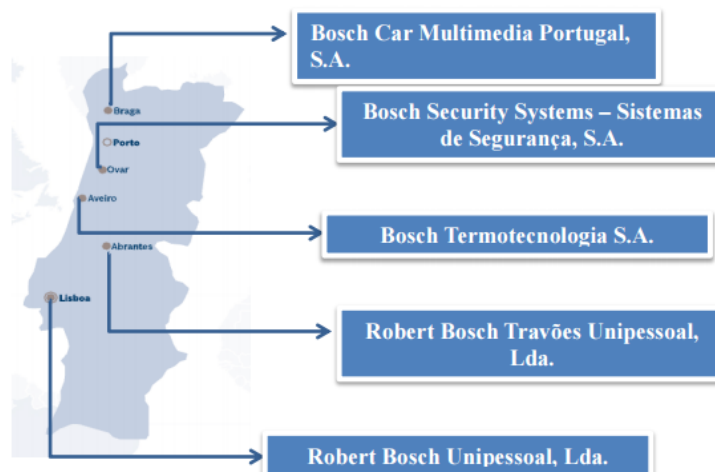 Bosch Car Multimedia Portugal,
S.A.
Braga
Bosch Security Systems – Sistemas
de Segurança, S.A.
Porto
Ovar
Aveiro
Bosch Termotecnologia S.A.
Abrantes
Lisboa
Robert Bosch Travões Unipessoal,
Lda.
Robert Bosch Unipessoal, Lda.